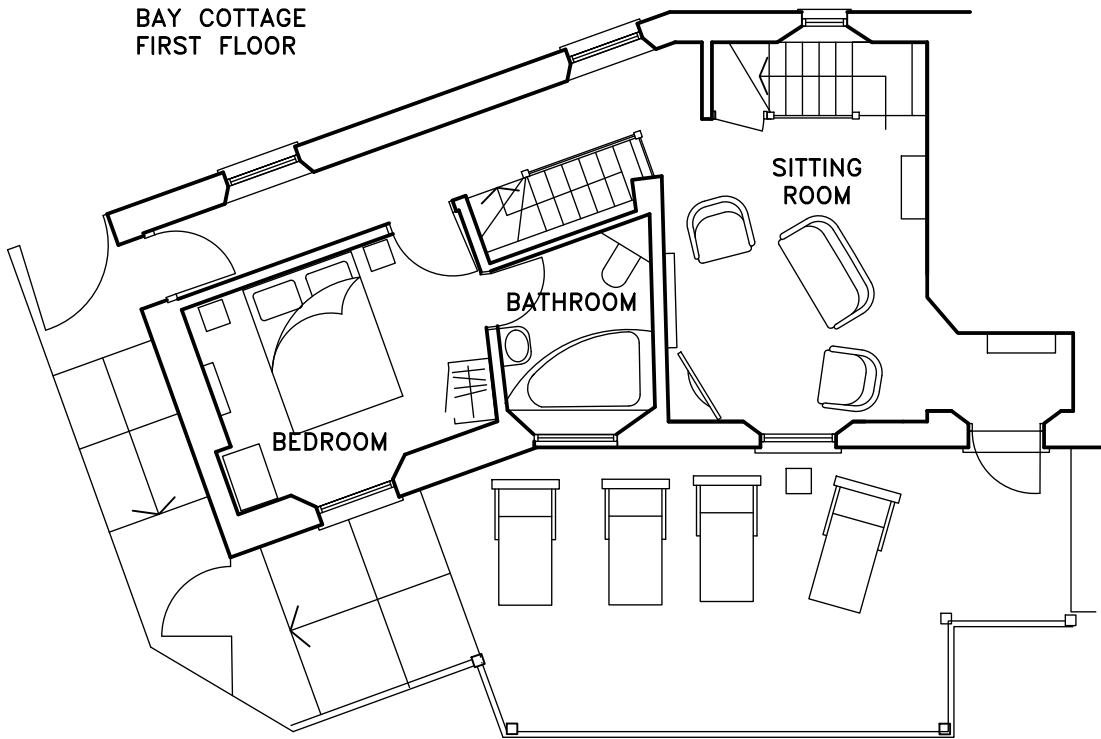 BAY COTTAGE
FIRST FLOOR
SITTING
ROOM
BATHROOM
BEDROOM